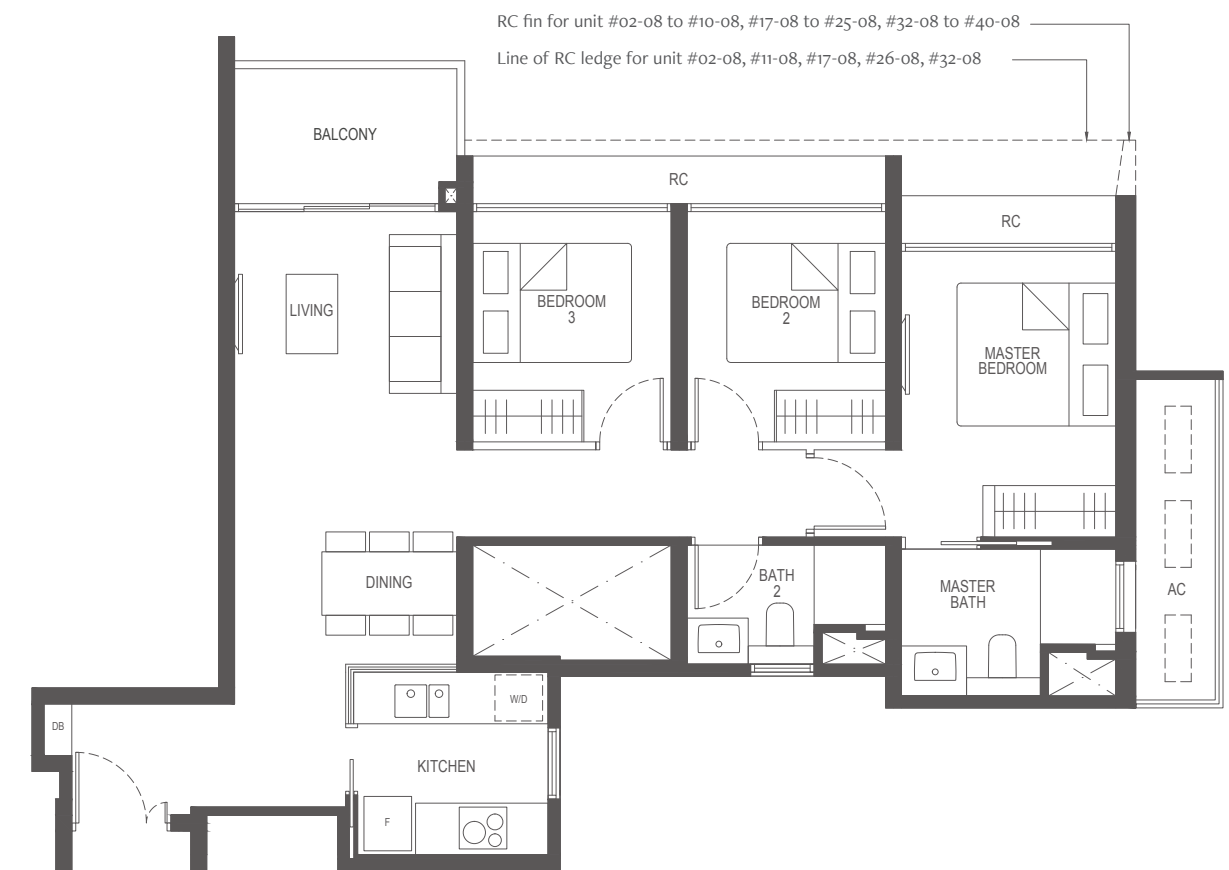 RC fin for unit #02-08 to #10-08, #17-08 to #25-08, #32-08 to #40-08
Line of RC ledge for unit #02-08, #11-08, #17-08, #26-08, #32-08
BALCONY
RC
RC
LIVING
BEDROOM
3
BEDROOM
2
MASTER
BEDROOM
DINING
BATH
2
MASTER
BATH
AC
W/D
DB
KITCHEN
F